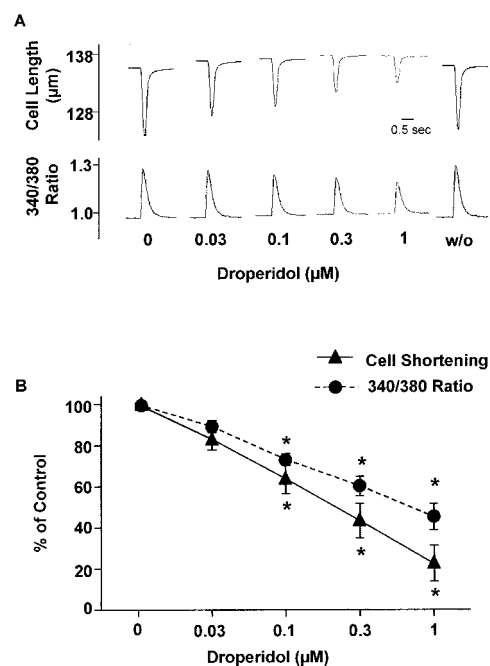 A
Cell Length
(µm)
138
128
0.5 sec
340/380
Ratio
1.3
1.0
0 0.03 0.1 0.3 1 w/o
Droperidol (µM)
Cell Shortening
340/380 Ratio
B
% of Control
100
80
60
40
20
0
* * *
* * *
0 0.03 0.1 0.3 1
Droperidol (µM)